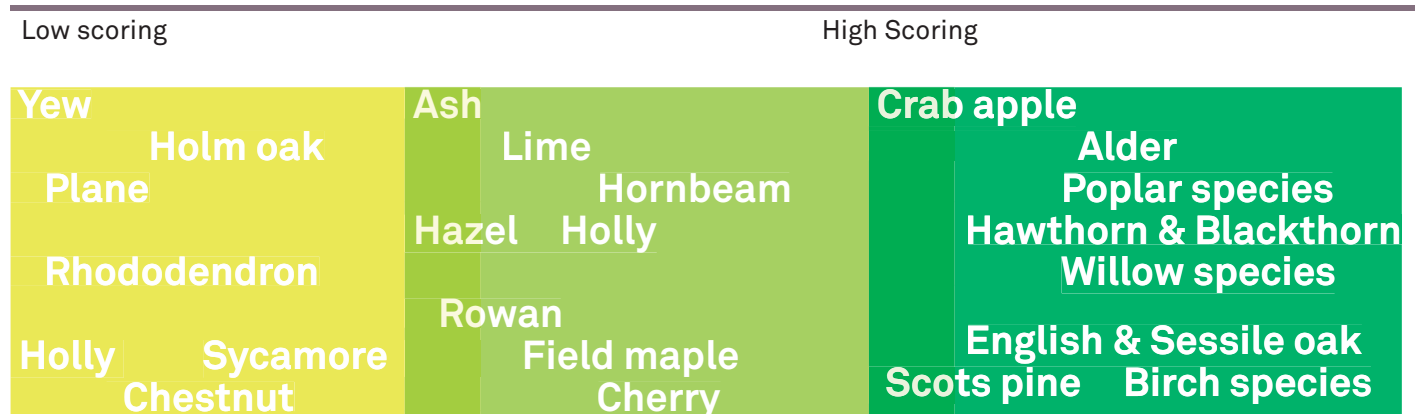 Low scoring
High Scoring
Yew
Holm oak
Plane
Rhododendron
Holly Sycamore
Chestnut
Ash
Lime
Hornbeam
Hazel Holly
Rowan
Field maple
Cherry
Crab apple
Alder
Poplar species
Hawthorn & Blackthorn
Willow species
English & Sessile oak
Scots pine Birch species